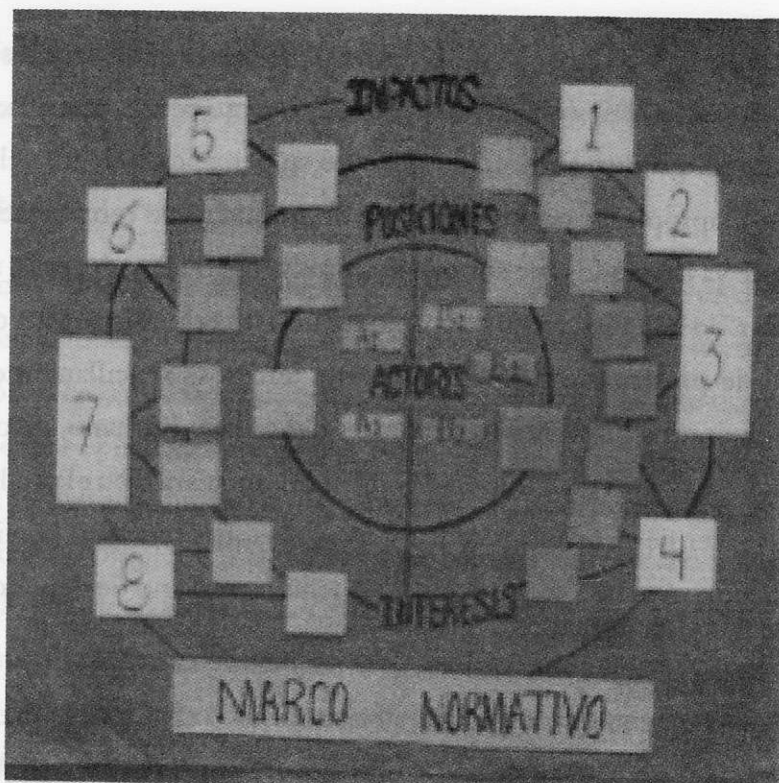 IMPACTOS
5
1
6
2
POSICIONES
3
ACTORES
7
8
4
INTERESES
MARCO NORMATIVO